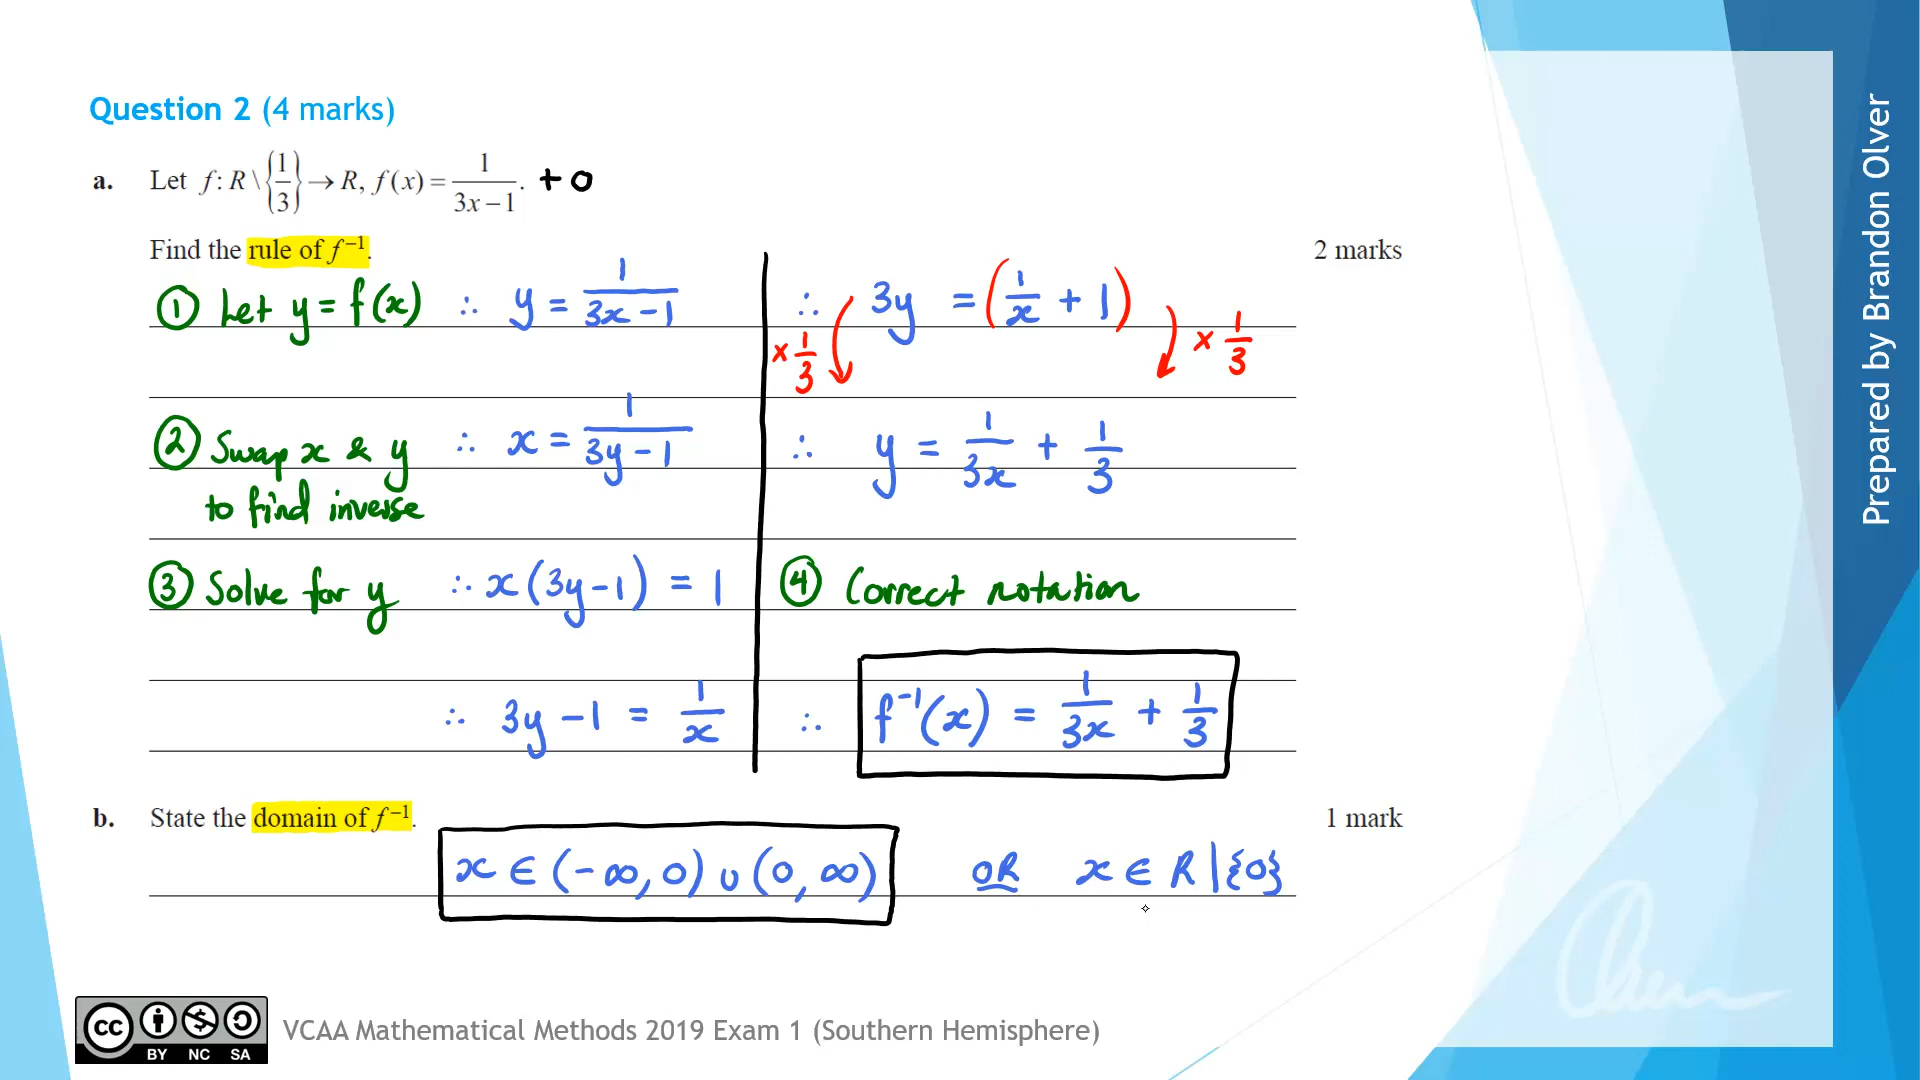 Question 2 (4 marks)
a. Let f : R \ {1/3} → R, f(x) = 1/(3x − 1). + 0
Find the rule of f⁻¹.
2 marks
① Let y = f(x) ∴ y = 1/(3x − 1)
② Swap x & y to find inverse ∴ x = 1/(3y − 1)
③ Solve for y ∴ x(3y − 1) = 1
∴ 3y − 1 = 1/x
∴ 3y = (1/x + 1)
× 1/3
× 1/3
∴ y = 1/3x + 1/3
④ Correct notation
∴ f⁻¹(x) = 1/3x + 1/3
b. State the domain of f⁻¹.
1 mark
x ∈ (−∞, 0) ∪ (0, ∞) OR x ∈ R | {0}
cc BY NC SA
VCAA Mathematical Methods 2019 Exam 1 (Southern Hemisphere)
Prepared by Brandon Olver